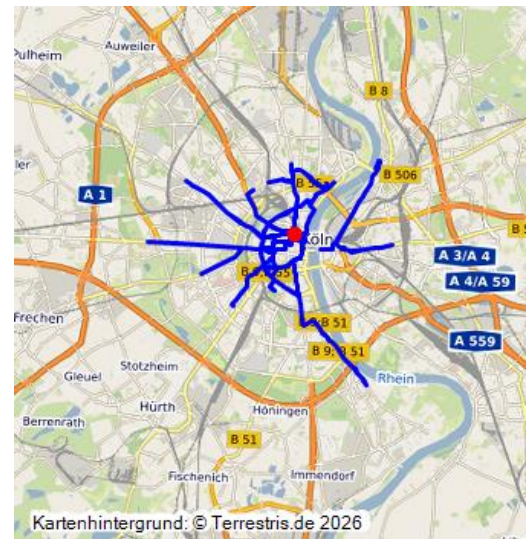 Pulheim
Auweiler
B 8
B 55a
B 506
A 1
Köln
A 3/A 4
A 4/A 59
Frechen
B 51
A 559
B 9; B 51
Stotzheim
Gleuel
Rhein
Hürth
Berrenrath
Höningen
B 51
Fischenich
Immendorf
Kartenhintergrund: © Terrestris.de 2026